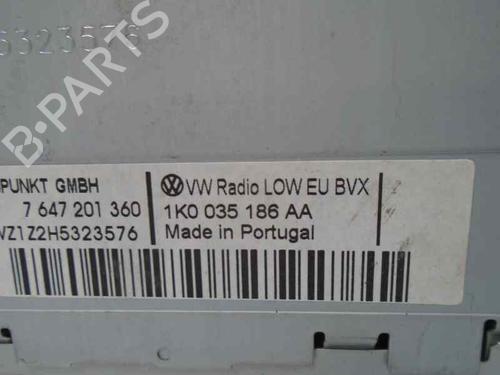 5323576
B-PARTS
PUNKT GMBH
VW Radio LOW EU BVX
7 647 201 360
1K0 035 186 AA
VZ1Z2H5323576
Made in Portugal